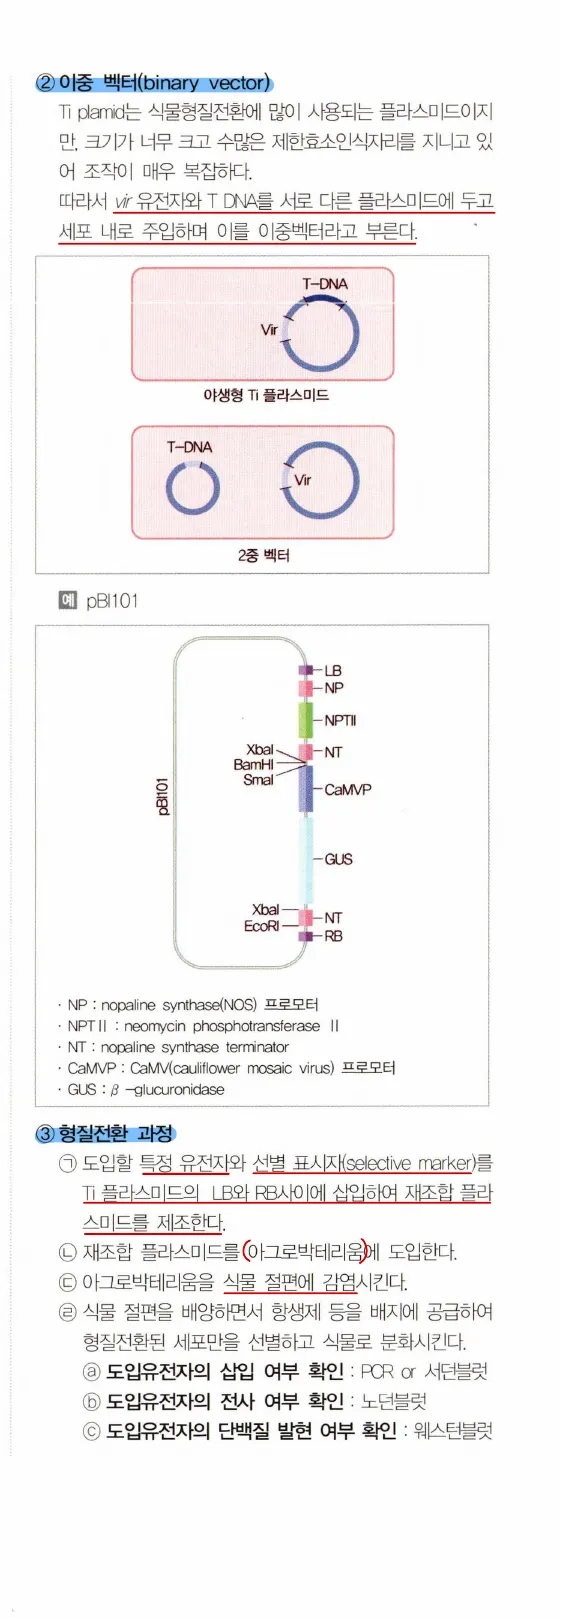 ② 이중 벡터(binary vector)
Ti plamid는 식물형질전환에 많이 사용되는 플라스미드이지
만, 크기가 너무 크고 수많은 제한효소인식자리를 지니고 있
어 조작이 매우 복잡하다.
따라서 vir 유전자와 T DNA를 서로 다른 플라스미드에 두고
세포 내로 주입하며 이를 이중벡터라고 부른다.
T-DNA
Vir
야생형 Ti 플라스미드
T-DNA
Vir
2중 벡터
예 pBI101
LB
NP
NPTⅡ
XbaI
NT
BamHI
SmaI
CaMVP
pBI101
GUS
XbaI
NT
EcoRI
RB
· NP : nopaline synthase(NOS) 프로모터
· NPTⅡ : neomycin phosphotransferase Ⅱ
· NT : nopaline synthase terminator
· CaMVP : CaMV(cauliflower mosaic virus) 프로모터
· GUS : β -glucuronidase
③ 형질전환 과정
㉠ 도입할 특정 유전자와 선별 표시자(selective marker)를
Ti 플라스미드의 LB와 RB사이에 삽입하여 재조합 플라
스미드를 제조한다.
㉡ 재조합 플라스미드를 (아그로박테리움)에 도입한다.
㉢ 아그로박테리움을 식물 절편에 감염시킨다.
㉣ 식물 절편을 배양하면서 항생제 등을 배지에 공급하여
형질전환된 세포만을 선별하고 식물로 분화시킨다.
ⓐ 도입유전자의 삽입 여부 확인 : PCR or 서던블럿
ⓑ 도입유전자의 전사 여부 확인 : 노던블럿
ⓒ 도입유전자의 단백질 발현 여부 확인 : 웨스턴블럿